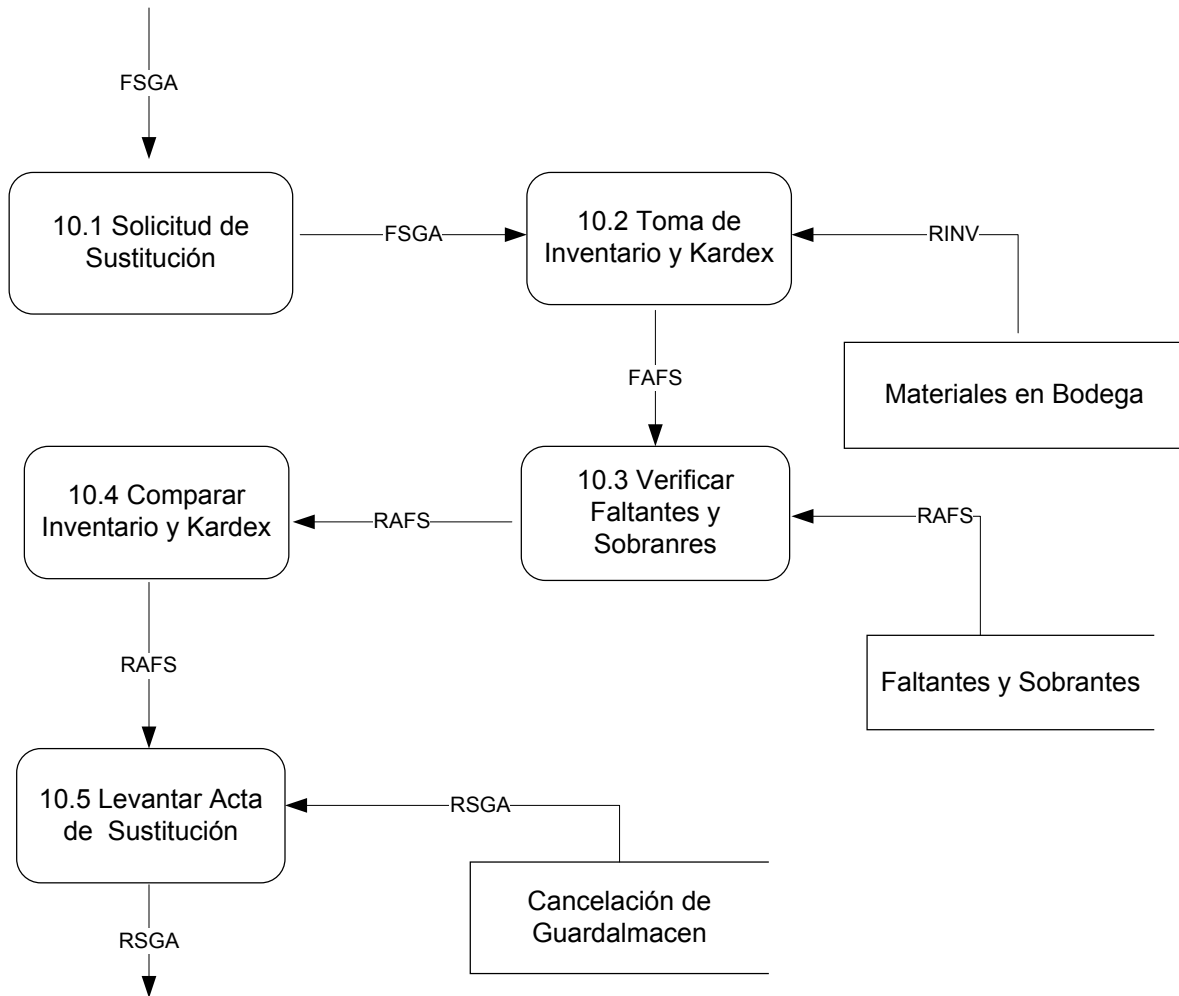 FSGA
10.1 Solicitud de
Sustitución
FSGA
10.2 Toma de
Inventario y Kardex
RINV
Materiales en Bodega
FAFS
10.3 Verificar
Faltantes y
Sobranres
RAFS
10.4 Comparar
Inventario y Kardex
RAFS
Faltantes y Sobrantes
RAFS
10.5 Levantar Acta
de Sustitución
RSGA
Cancelación de
Guardalmacen
RSGA